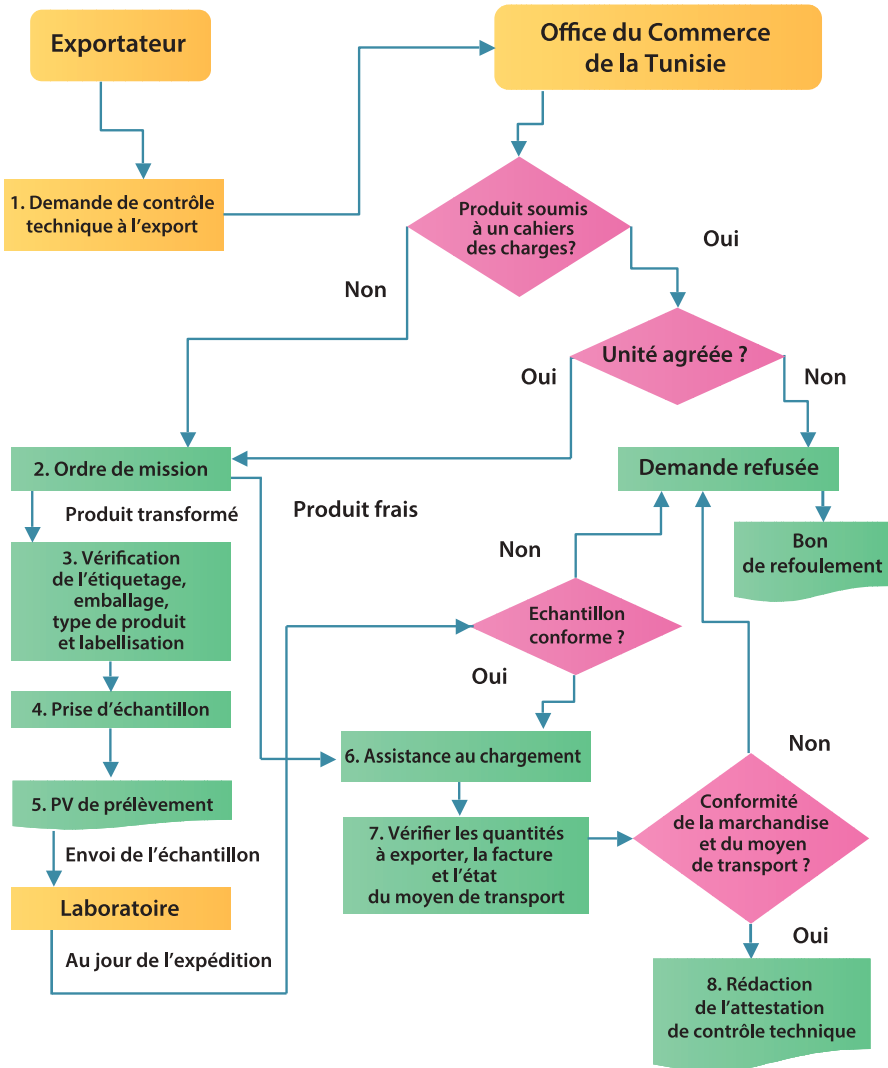 Exportateur
Office du Commerce
de la Tunisie
1. Demande de contrôle
technique à l'export
Produit soumis
à un cahiers
des charges?
Oui
Non
Unité agréée ?
Oui
Non
2. Ordre de mission
Demande refusée
Produit transformé
Produit frais
Bon
de refoulement
Non
3. Vérification
de l'étiquetage,
emballage,
type de produit
et labellisation
Echantillon
conforme ?
Oui
4. Prise d'échantillon
6. Assistance au chargement
Non
5. PV de prélèvement
7. Vérifier les quantités
à exporter, la facture
et l'état
du moyen de transport
Conformité
de la marchandise
et du moyen
de transport ?
Envoi de l'échantillon
Laboratoire
Oui
Au jour de l'expédition
8. Rédaction
de l'attestation
de contrôle technique